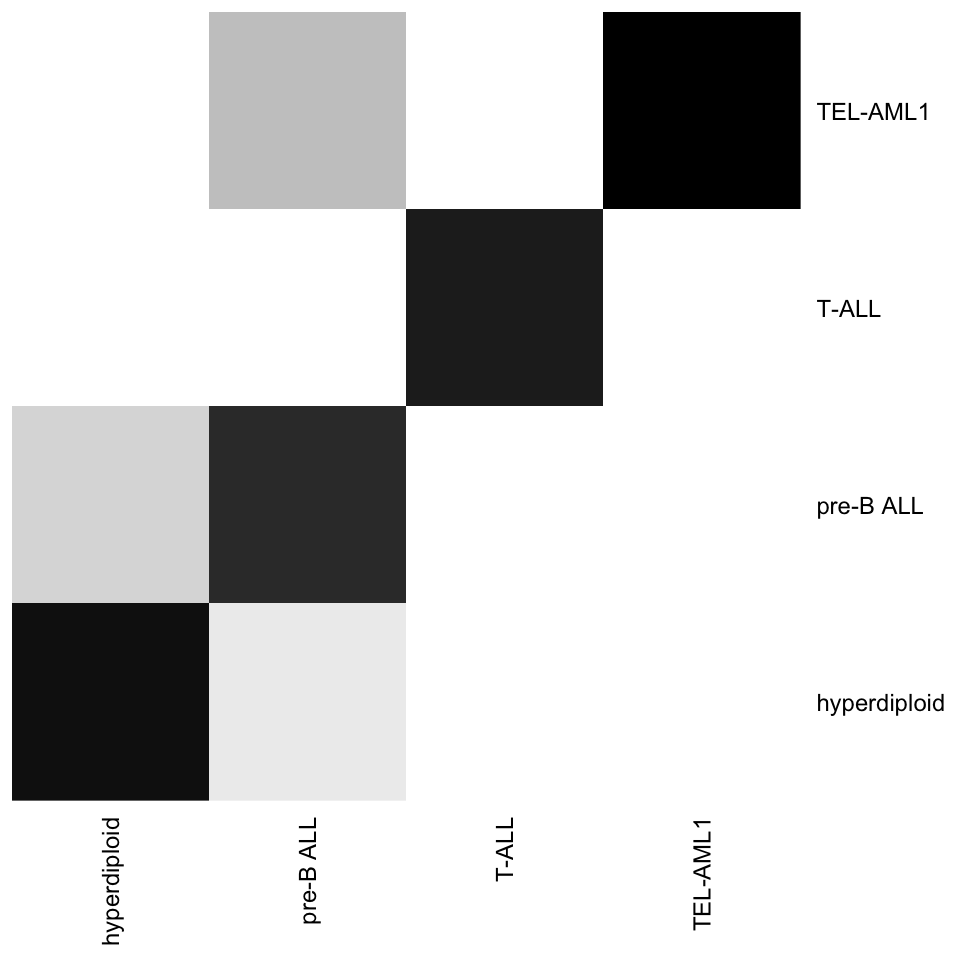 TEL-AML1
T-ALL
pre-B ALL
hyperdiploid
hyperdiploid
pre-B ALL
T-ALL
TEL-AML1